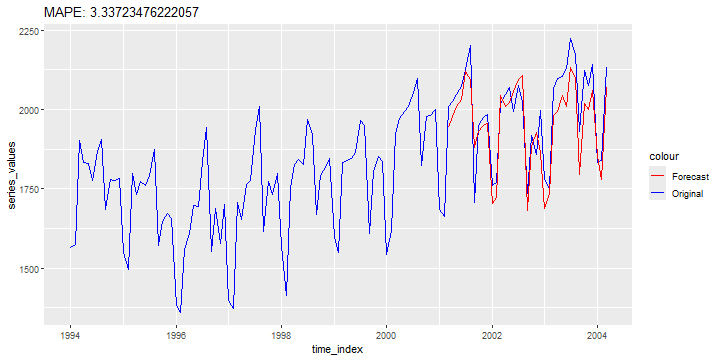 MAPE: 3.33723476222057
series_values
2250
2000
1750
1500
1994
1996
1998
2000
2002
2004
time_index
colour
Forecast
Original